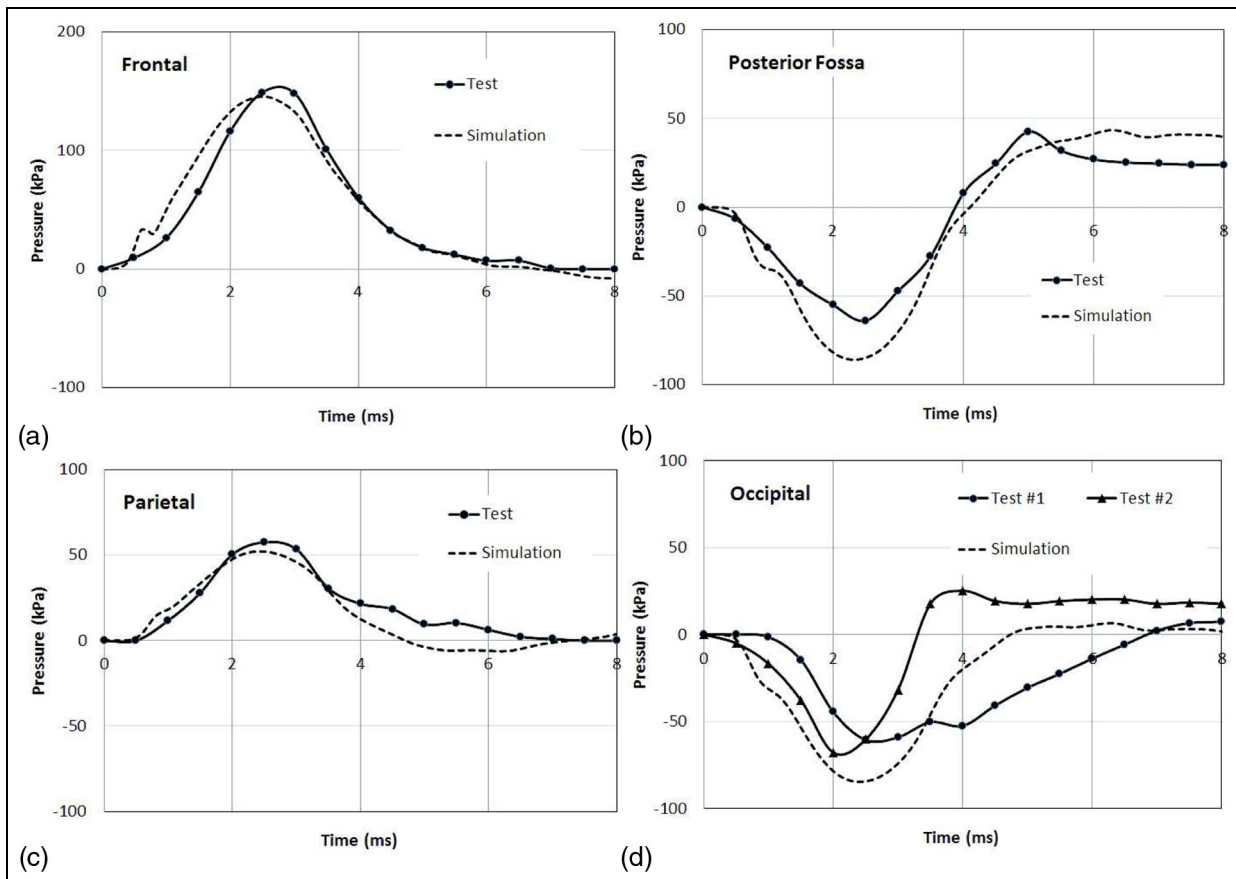 200
Frontal
Test
Simulation
100
0
-100
0
2
4
6
8
Pressure (kPa)
Time (ms)
(a)
100
Posterior Fossa
50
0
-50
-100
0
2
4
6
8
Test
Simulation
Pressure (kPa)
Time (ms)
(b)
100
Parietal
Test
Simulation
50
0
-50
-100
0
2
4
6
8
Pressure (kPa)
Time (ms)
(c)
100
Occipital
Test #1
Test #2
Simulation
50
0
-50
-100
0
2
4
6
8
Pressure (kPa)
Time (ms)
(d)